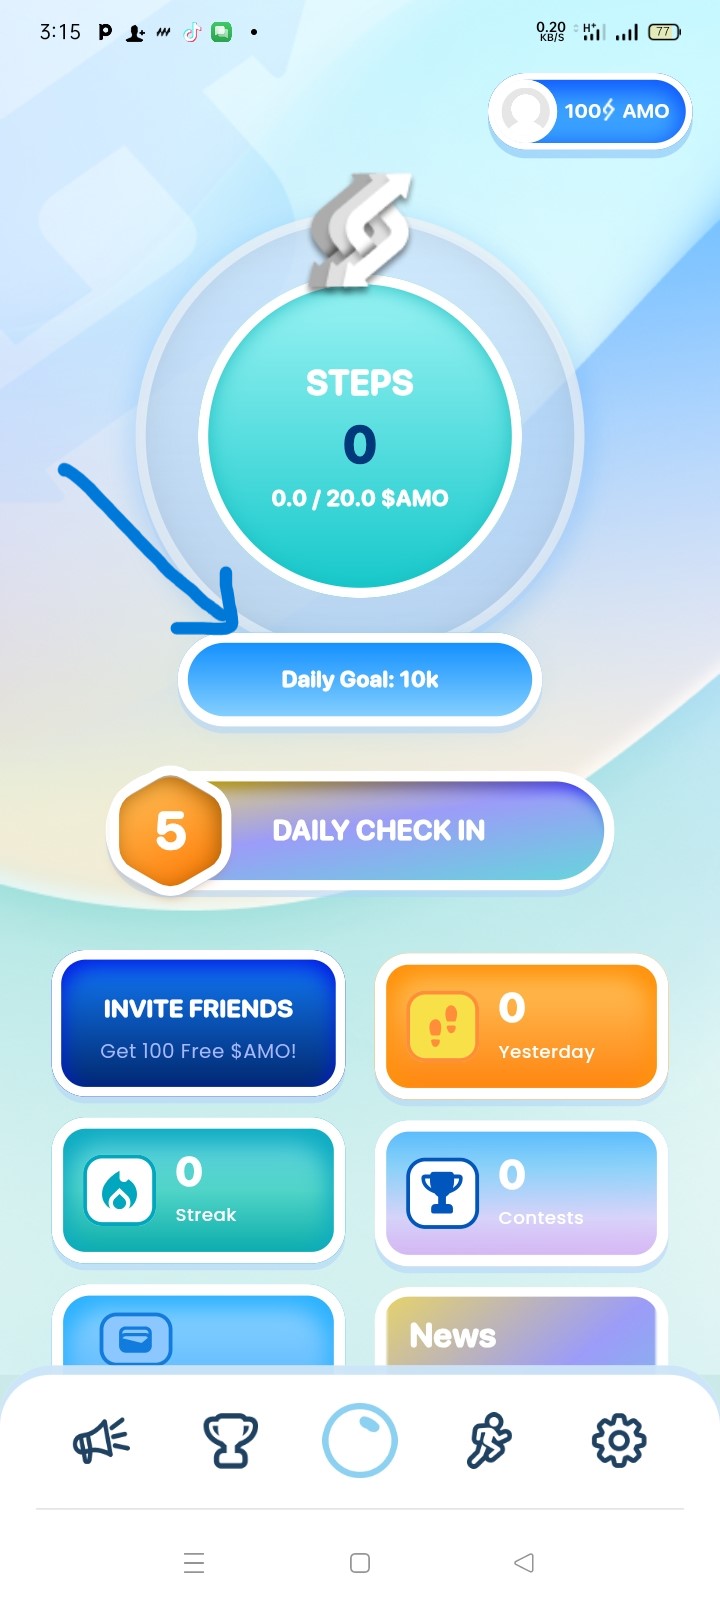 3:15
0.20
KB/S
H+
77
100 AMO
STEPS
0
0.0 / 20.0 $AMO
Daily Goal: 10k
5
DAILY CHECK IN
INVITE FRIENDS
Get 100 Free $AMO!
0
Yesterday
0
Streak
0
Contests
News